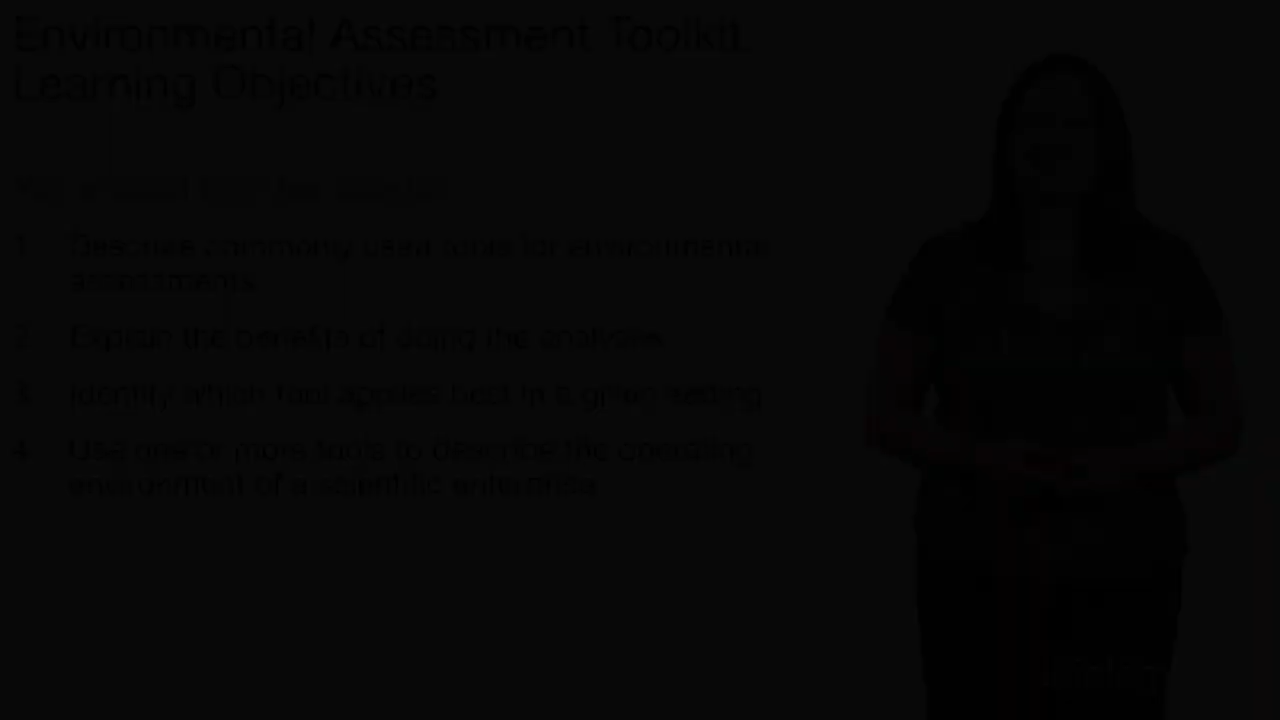 Environmental Assessment Toolkit
Learning Objectives
1. Describe commonly used tools for environmental
assessments
2. Explain the benefits of doing the analyses
3. Identify which tool applies best in a given setting
4. Use one or more tools to describe the operating
environment of a scientific enterprise